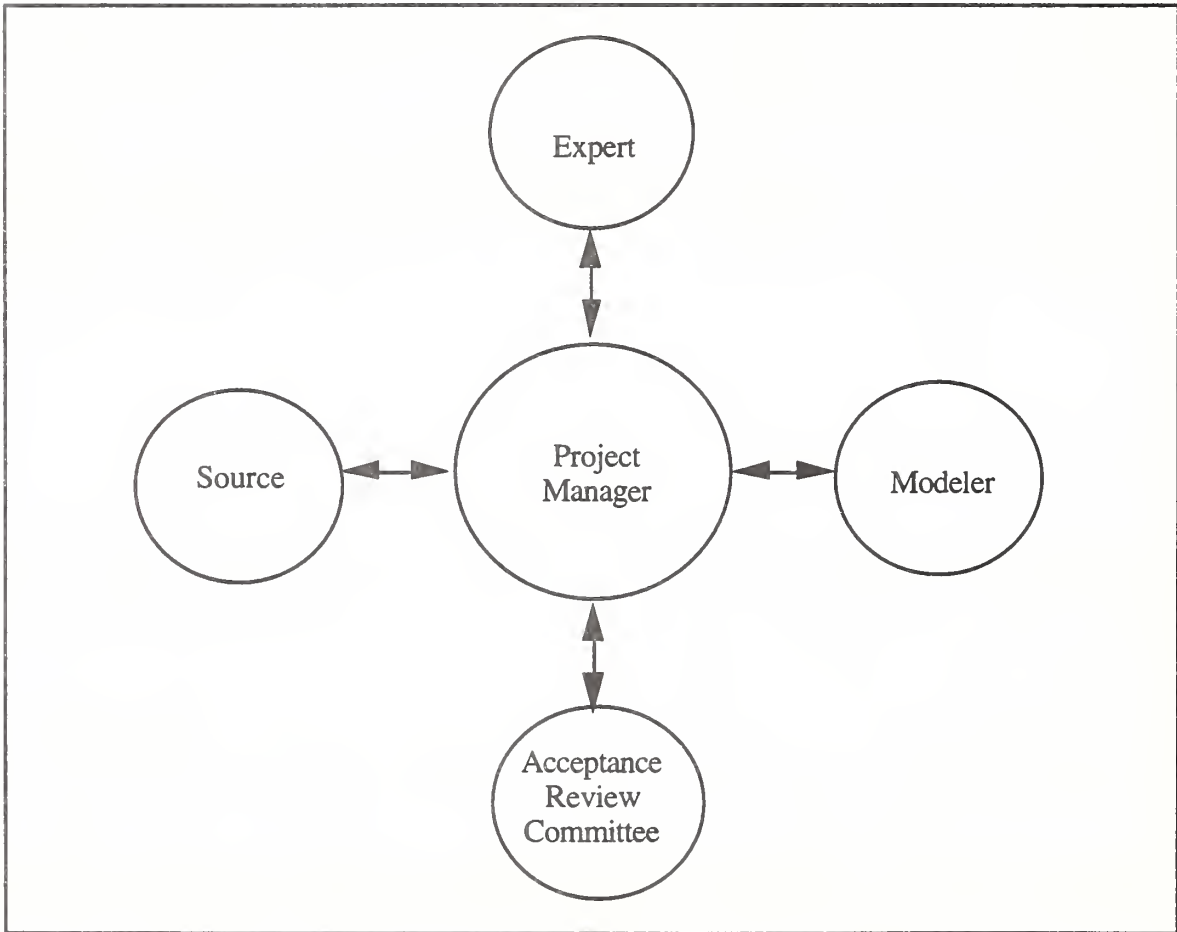 Expert
Source
Project
Manager
Modeler
Acceptance
Review
Committee